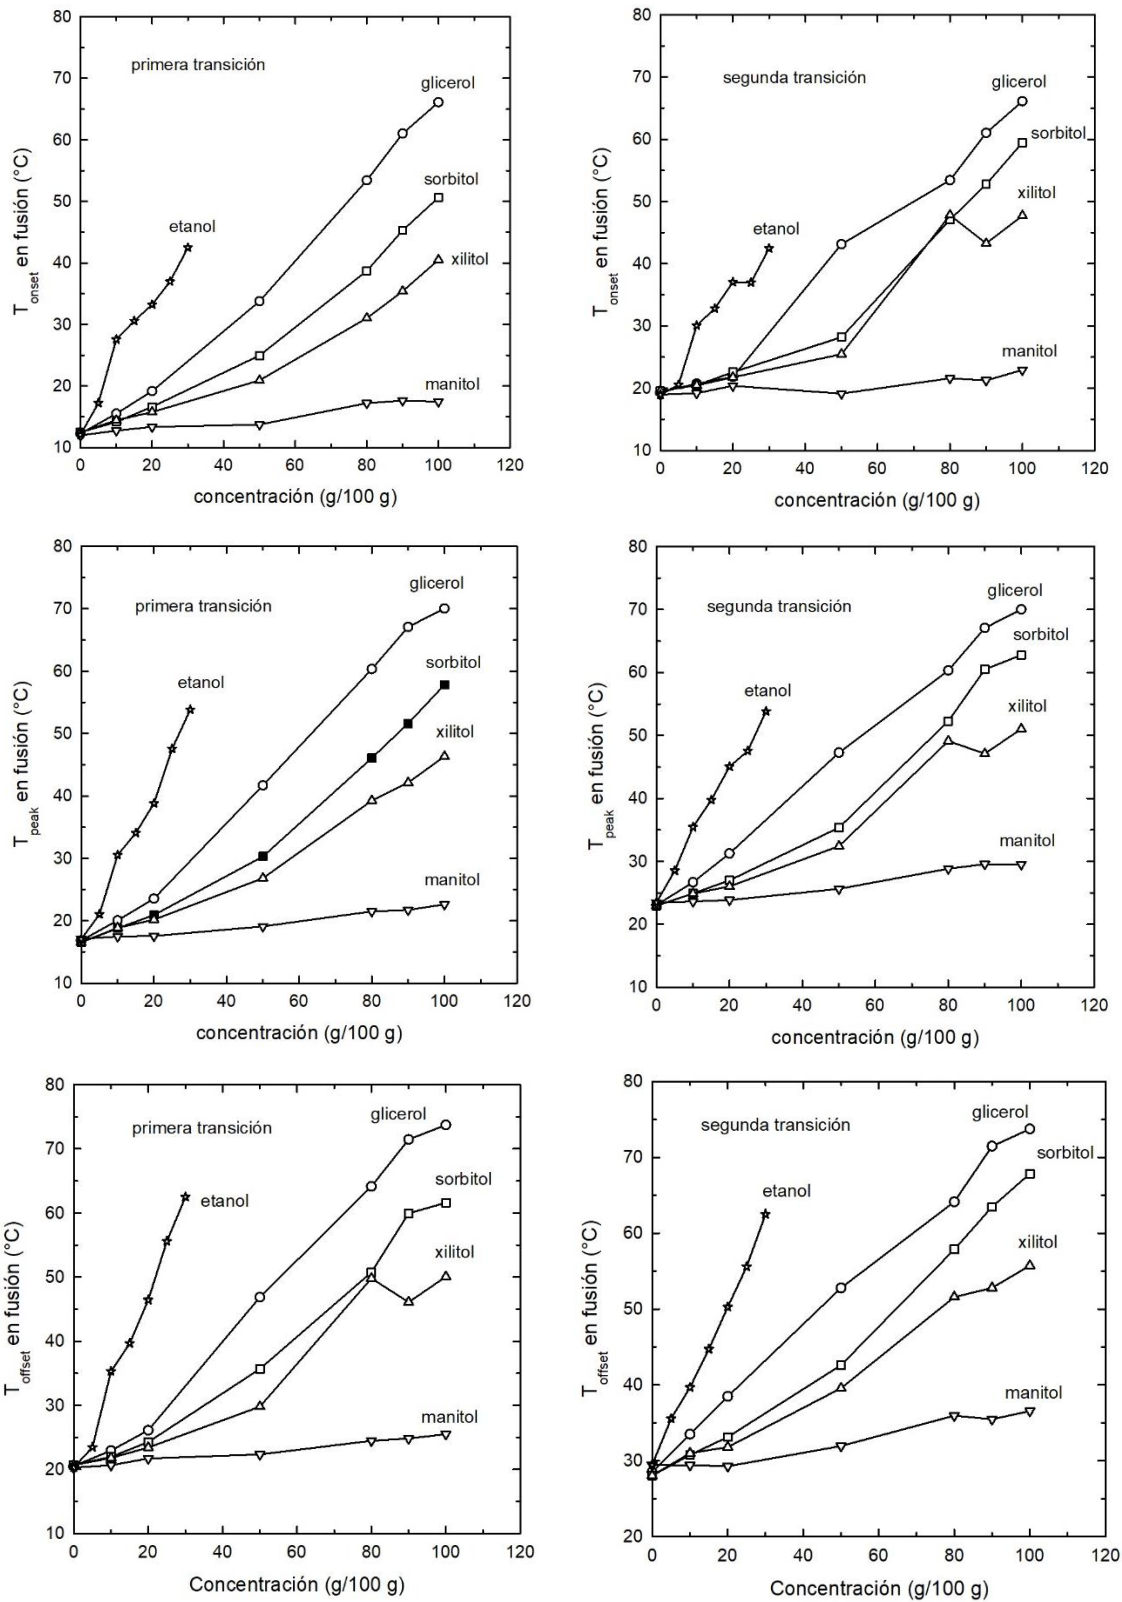 80
70
60
50
40
30
20
10
0
20
40
60
80
100
120
T_onset en fusión (°C)
concentración (g/100 g)
primera transición
glicerol
sorbitol
etanol
xilitol
manitol
80
70
60
50
40
30
20
10
0
20
40
60
80
100
120
T_onset en fusión (°C)
concentración (g/100 g)
segunda transición
glicerol
sorbitol
xilitol
etanol
manitol
80
70
60
50
40
30
20
10
0
20
40
60
80
100
120
T_peak en fusión (°C)
concentración (g/100 g)
primera transición
glicerol
sorbitol
etanol
xilitol
manitol
80
70
60
50
40
30
20
10
0
20
40
60
80
100
120
T_peak en fusión (°C)
concentración (g/100 g)
segunda transición
glicerol
sorbitol
etanol
xilitol
manitol
80
70
60
50
40
30
20
10
0
20
40
60
80
100
120
T_offset en fusión (°C)
Concentración (g/100 g)
primera transición
glicerol
sorbitol
etanol
xilitol
manitol
80
70
60
50
40
30
20
0
20
40
60
80
100
120
T_offset en fusión (°C)
Concentración (g/100 g)
segunda transición
glicerol
sorbitol
etanol
xilitol
manitol